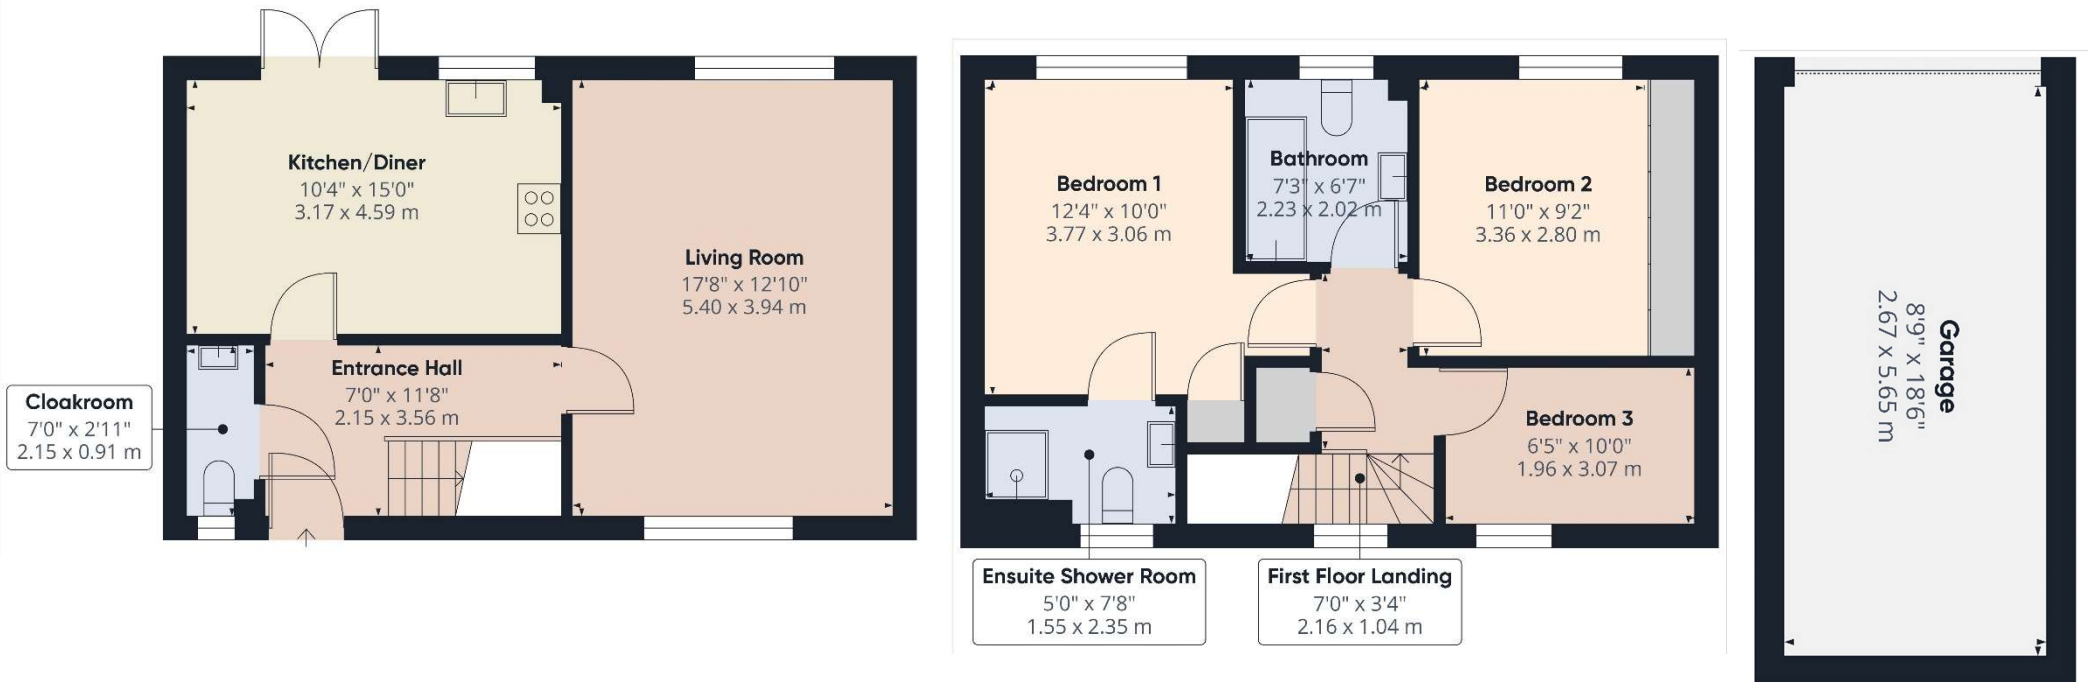 Kitchen/Diner
10'4" x 15'0"
3.17 x 4.59 m
Living Room
17'8" x 12'10"
5.40 x 3.94 m
Entrance Hall
7'0" x 11'8"
2.15 x 3.56 m
Cloakroom
7'0" x 2'11"
2.15 x 0.91 m
Bedroom 1
12'4" x 10'0"
3.77 x 3.06 m
Bathroom
7'3" x 6'7"
2.23 x 2.02 m
Bedroom 2
11'0" x 9'2"
3.36 x 2.80 m
Bedroom 3
6'5" x 10'0"
1.96 x 3.07 m
Ensuite Shower Room
5'0" x 7'8"
1.55 x 2.35 m
First Floor Landing
7'0" x 3'4"
2.16 x 1.04 m
Garage
8'9" x 18'6"
2.67 x 5.65 m